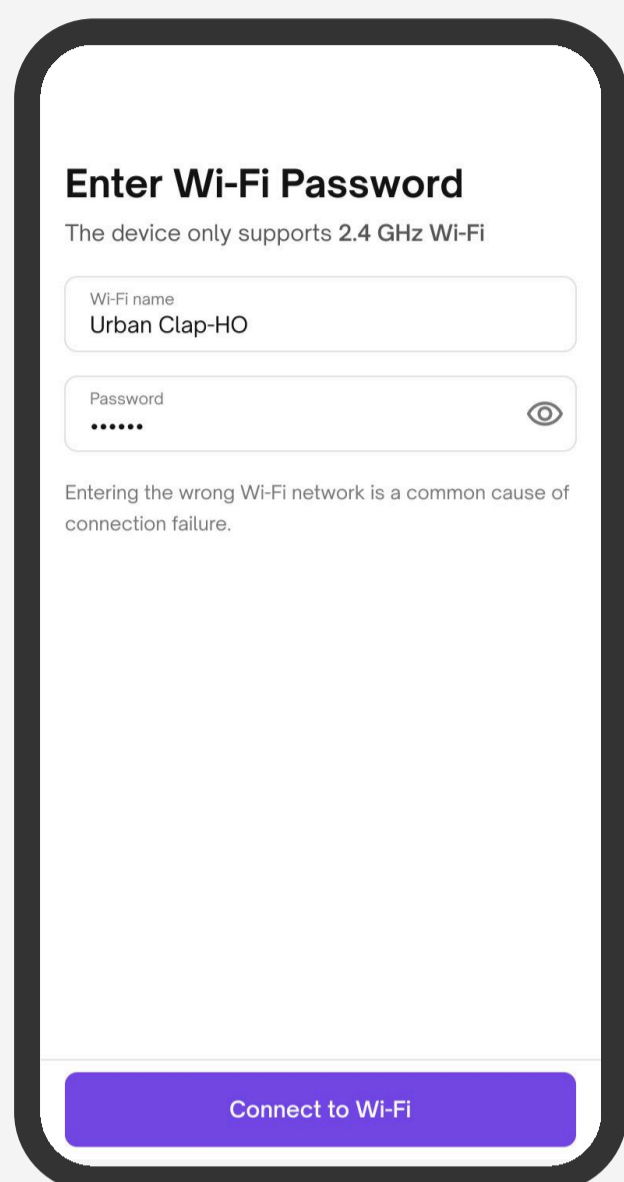 Enter Wi-Fi Password
The device only supports 2.4 GHz Wi-Fi
Wi-Fi name
Urban Clap-HO
Password
••••••
Entering the wrong Wi-Fi network is a common cause of
connection failure.
Connect to Wi-Fi